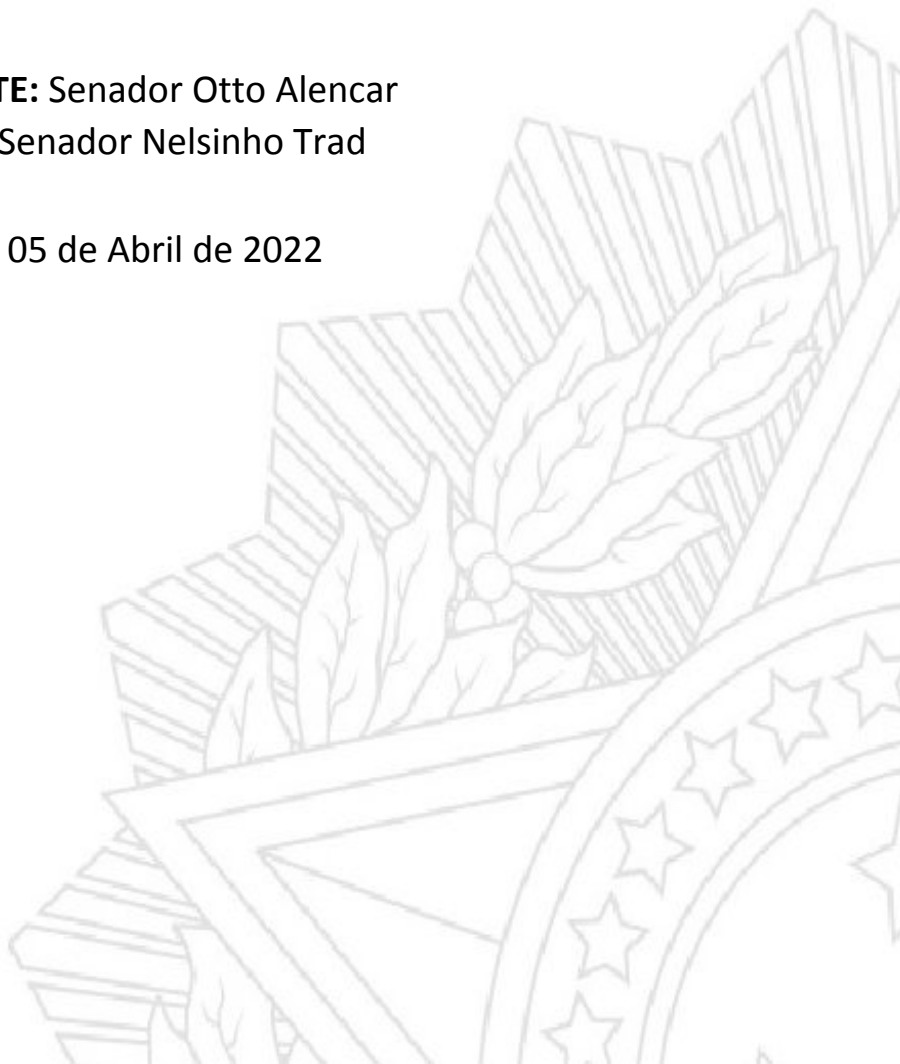 TE: Senador Otto Alencar
Senador Nelsinho Trad
05 de Abril de 2022